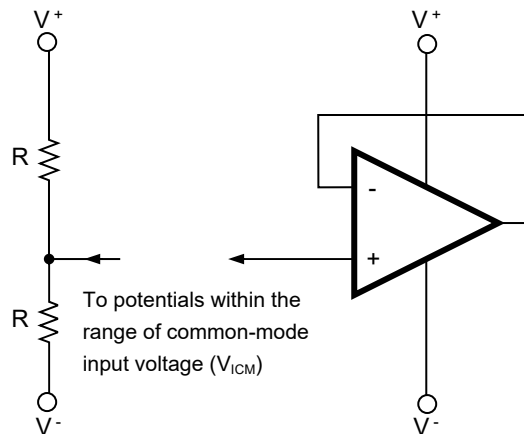 V+
V+
R
-
+
To potentials within the
range of common-mode
input voltage (VICM)
R
V-
V-